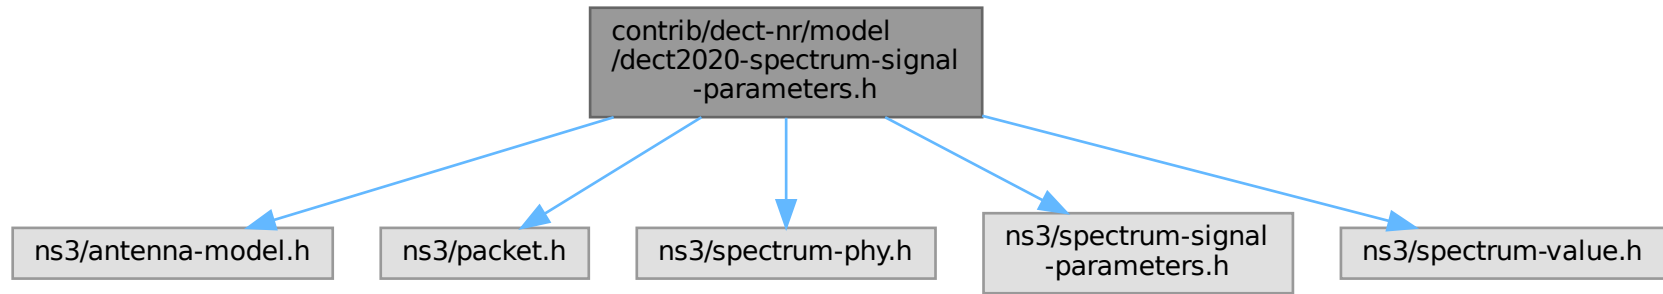 contrib/dect-nr/model
/dect2020-spectrum-signal
-parameters.h
ns3/antenna-model.h
ns3/packet.h
ns3/spectrum-phy.h
ns3/spectrum-signal
-parameters.h
ns3/spectrum-value.h